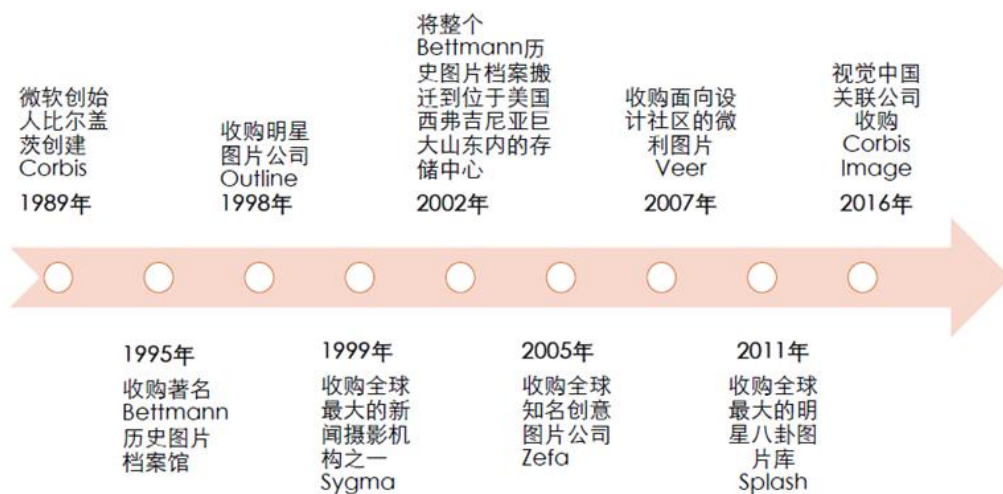 微软创始
人比尔盖
茨创建
Corbis
1989年
收购明星
图片公司
Outline
1998年
将整个
Bettmann历
史图片档案搬
迁到位于美国
西弗吉尼亚巨
大山东内的存
储中心
2002年
收购面向设
计社区的微
利图片
Veer
2007年
视觉中国
关联公司
收购
Corbis
Image
2016年
1995年
收购著名
Bettmann
历史图片
档案馆
1999年
收购全球
最大的新
闻摄影机
构之一
Sygma
2005年
收购全球
知名创意
图片公司
Zefa
2011年
收购全球
最大的明
星八卦图
片库
Splash